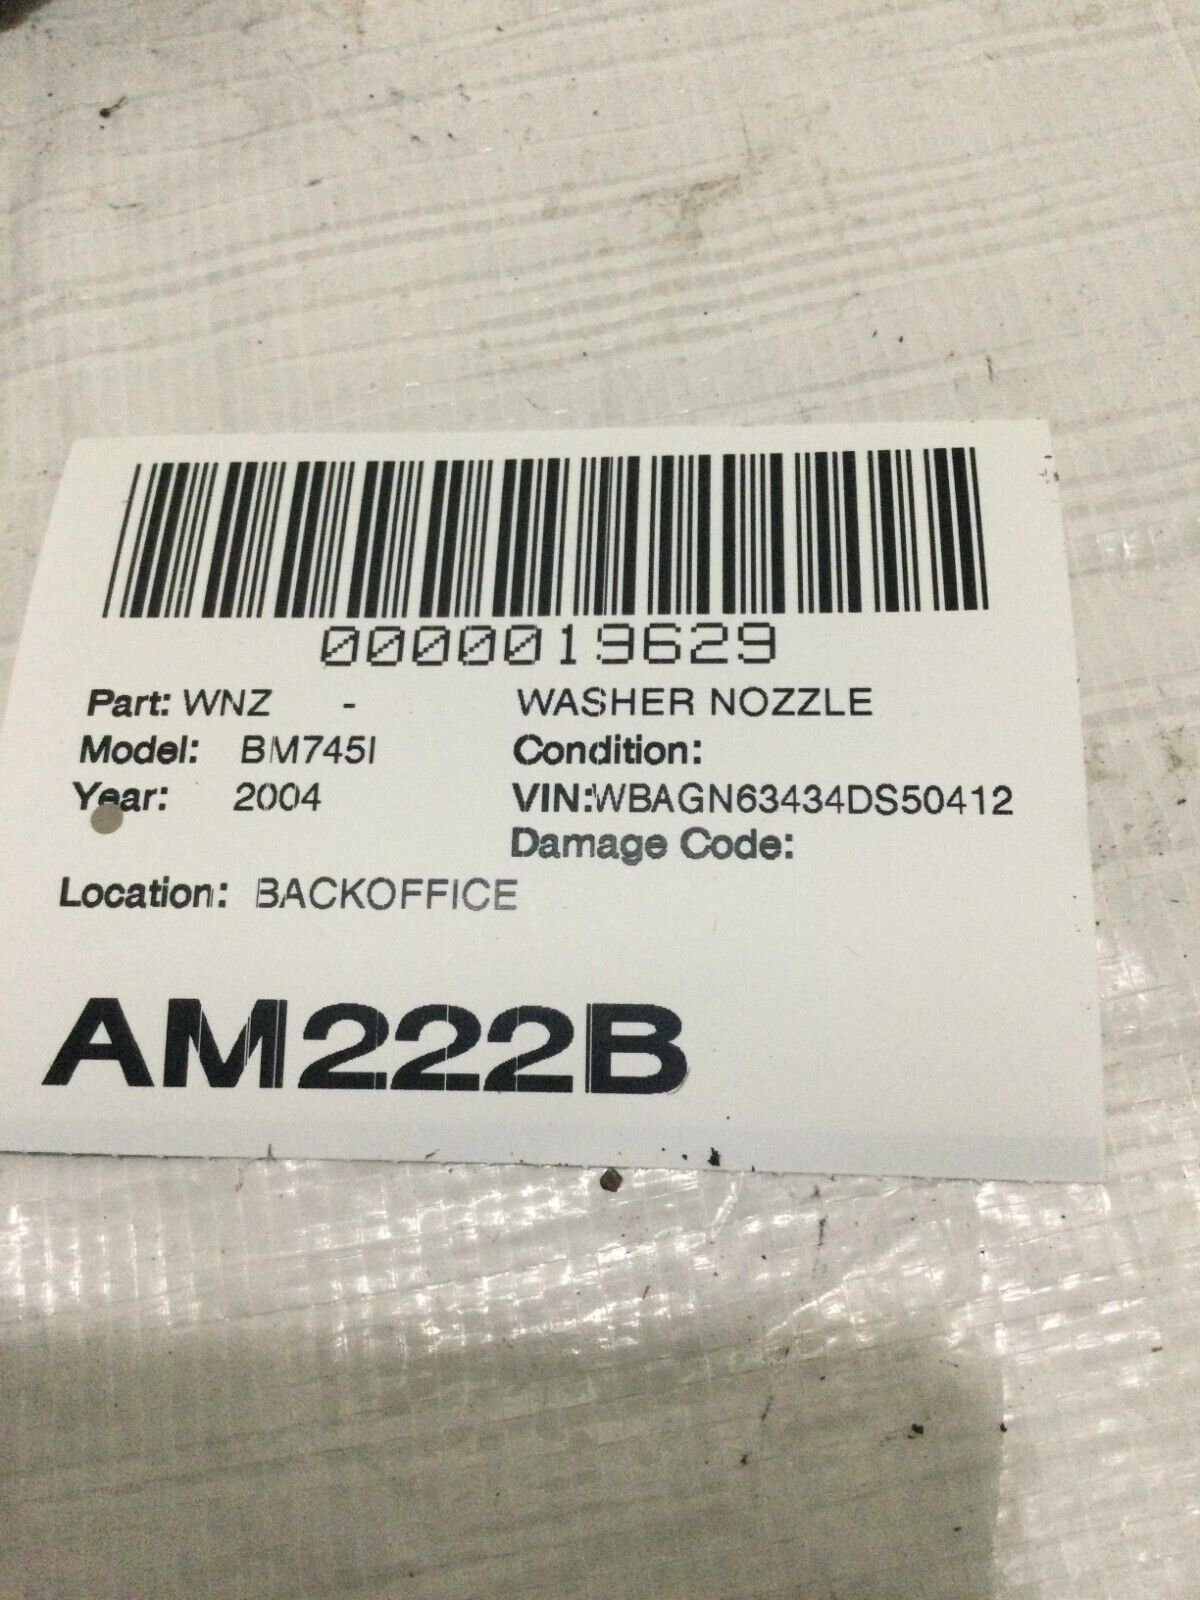 0000019629
Part: WNZ - WASHER NOZZLE
Model: BM745I Condition:
Year: 2004 VIN:WBAGN63434DS50412
Damage Code:
Location: BACKOFFICE
AM222B